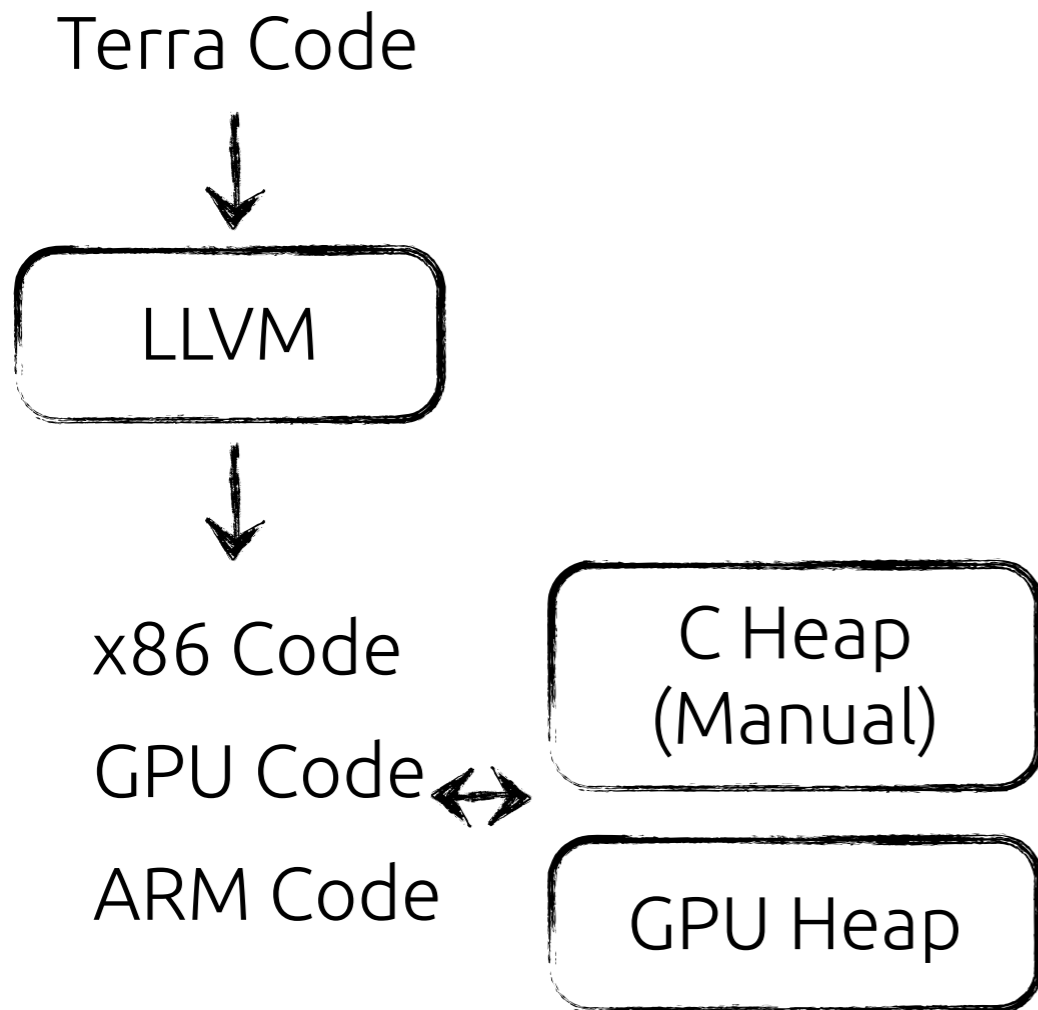 Terra Code
LLVM
x86 Code
GPU Code
ARM Code
C Heap
(Manual)
GPU Heap